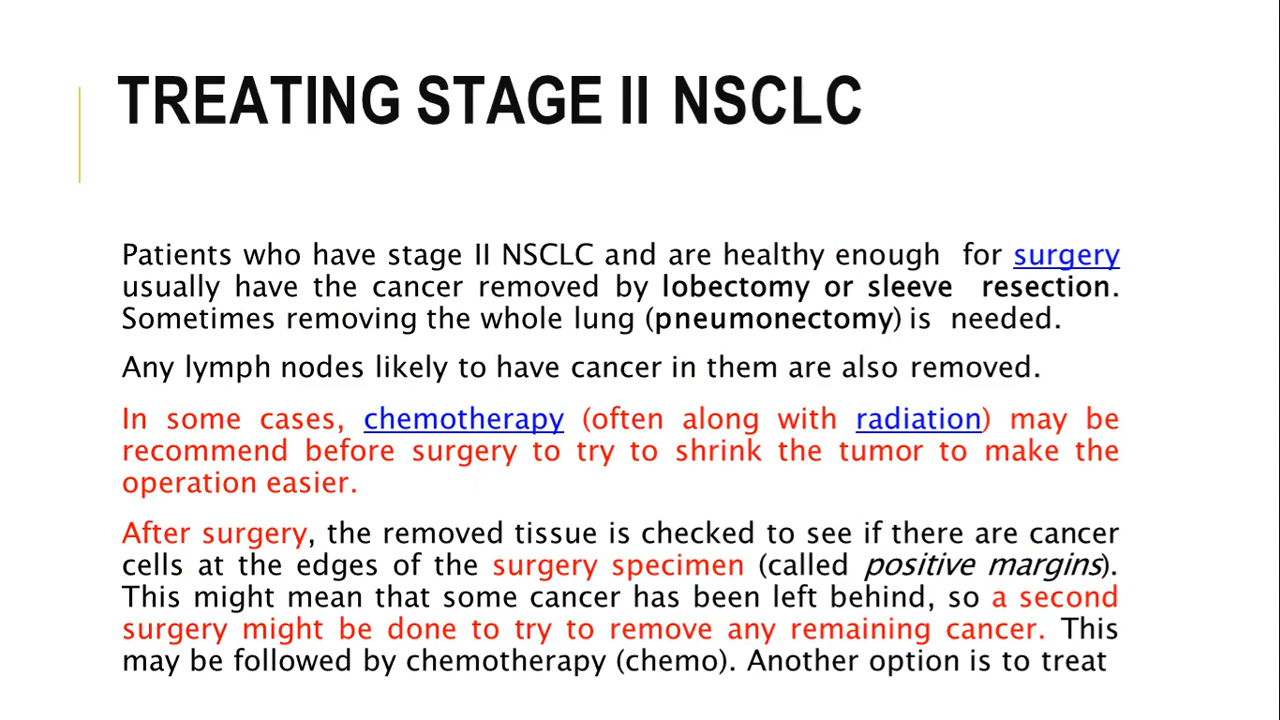 TREATING STAGE II NSCLC
Patients who have stage II NSCLC and are healthy enough for surgery
usually have the cancer removed by lobectomy or sleeve resection.
Sometimes removing the whole lung (pneumonectomy) is needed.
Any lymph nodes likely to have cancer in them are also removed.
In some cases, chemotherapy (often along with radiation) may be
recommend before surgery to try to shrink the tumor to make the
operation easier.
After surgery, the removed tissue is checked to see if there are cancer
cells at the edges of the surgery specimen (called positive margins).
This might mean that some cancer has been left behind, so a second
surgery might be done to try to remove any remaining cancer. This
may be followed by chemotherapy (chemo). Another option is to treat